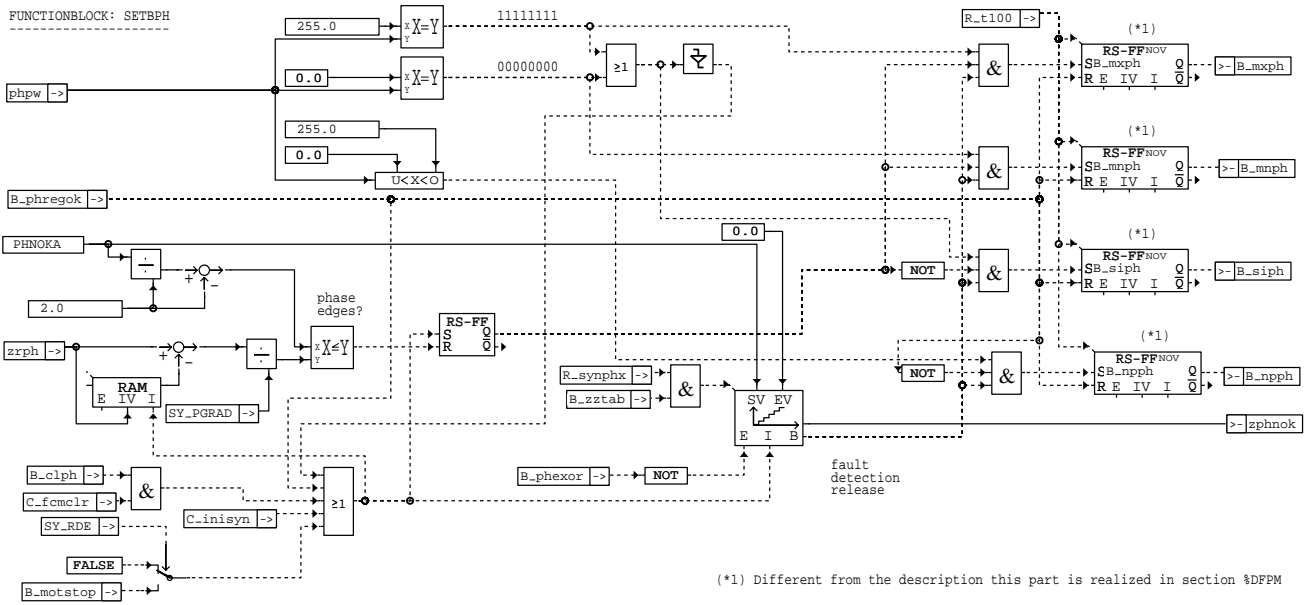 FUNCTIONBLOCK: SETBPH
255.0
X
Y
X=Y
11111111
0.0
X
Y
X=Y
00000000
phpw ->
255.0
0.0
U<X<O
≥1
R_t100 ->
&
(*1)
RS-FF NOV
S B_mxph Q
R E IV I Q
>- B_mxph
&
(*1)
RS-FF NOV
S B_mnph Q
R E IV I Q
>- B_mnph
B_phregok ->
PHNOKA
÷
+
−
2.0
0.0
NOT
&
(*1)
RS-FF NOV
S B_siph Q
R E IV I Q
>- B_siph
phase
edges?
X
Y
X≤Y
RS-FF
S Q
R Q
zrph ->
+
−
÷
RAM
E IV I
SY_PGRAD ->
R_synphx ->
B_zztab ->
&
SV EV
E I B
NOT
&
(*1)
RS-FF NOV
S B_npph Q
R E IV I Q
>- B_npph
>- zphnok
B_phexor ->
NOT
fault
detection
release
B_clph ->
C_fcmclr ->
&
C_inisyn ->
≥1
SY_RDE ->
FALSE
B_motstop ->
(*1) Different from the description this part is realized in section %DFPM